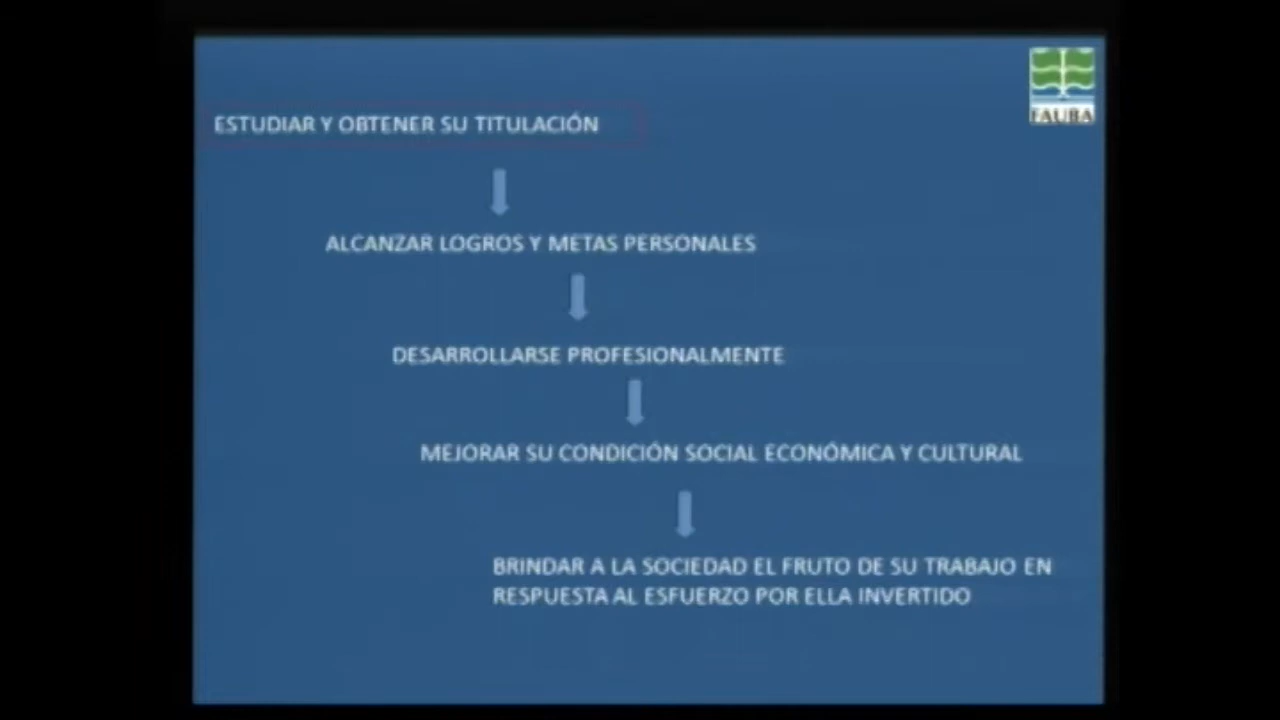 FAUBA
ESTUDIAR Y OBTENER SU TITULACIÓN
ALCANZAR LOGROS Y METAS PERSONALES
DESARROLLARSE PROFESIONALMENTE
MEJORAR SU CONDICIÓN SOCIAL ECONÓMICA Y CULTURAL
BRINDAR A LA SOCIEDAD EL FRUTO DE SU TRABAJO EN
RESPUESTA AL ESFUERZO POR ELLA INVERTIDO